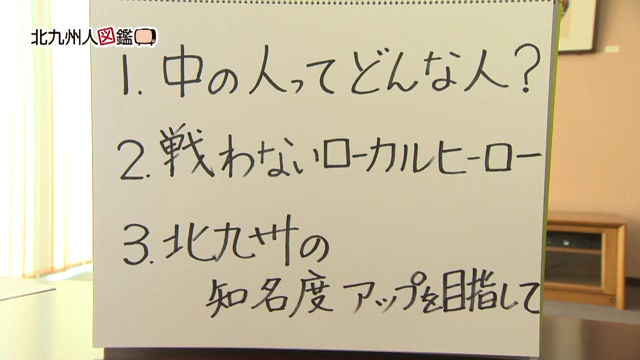 北九州人図鑑
1. 中の人ってどんな人?
2. 戦わないローカルヒーロー
3. 北九州の
知名度アップを目指して